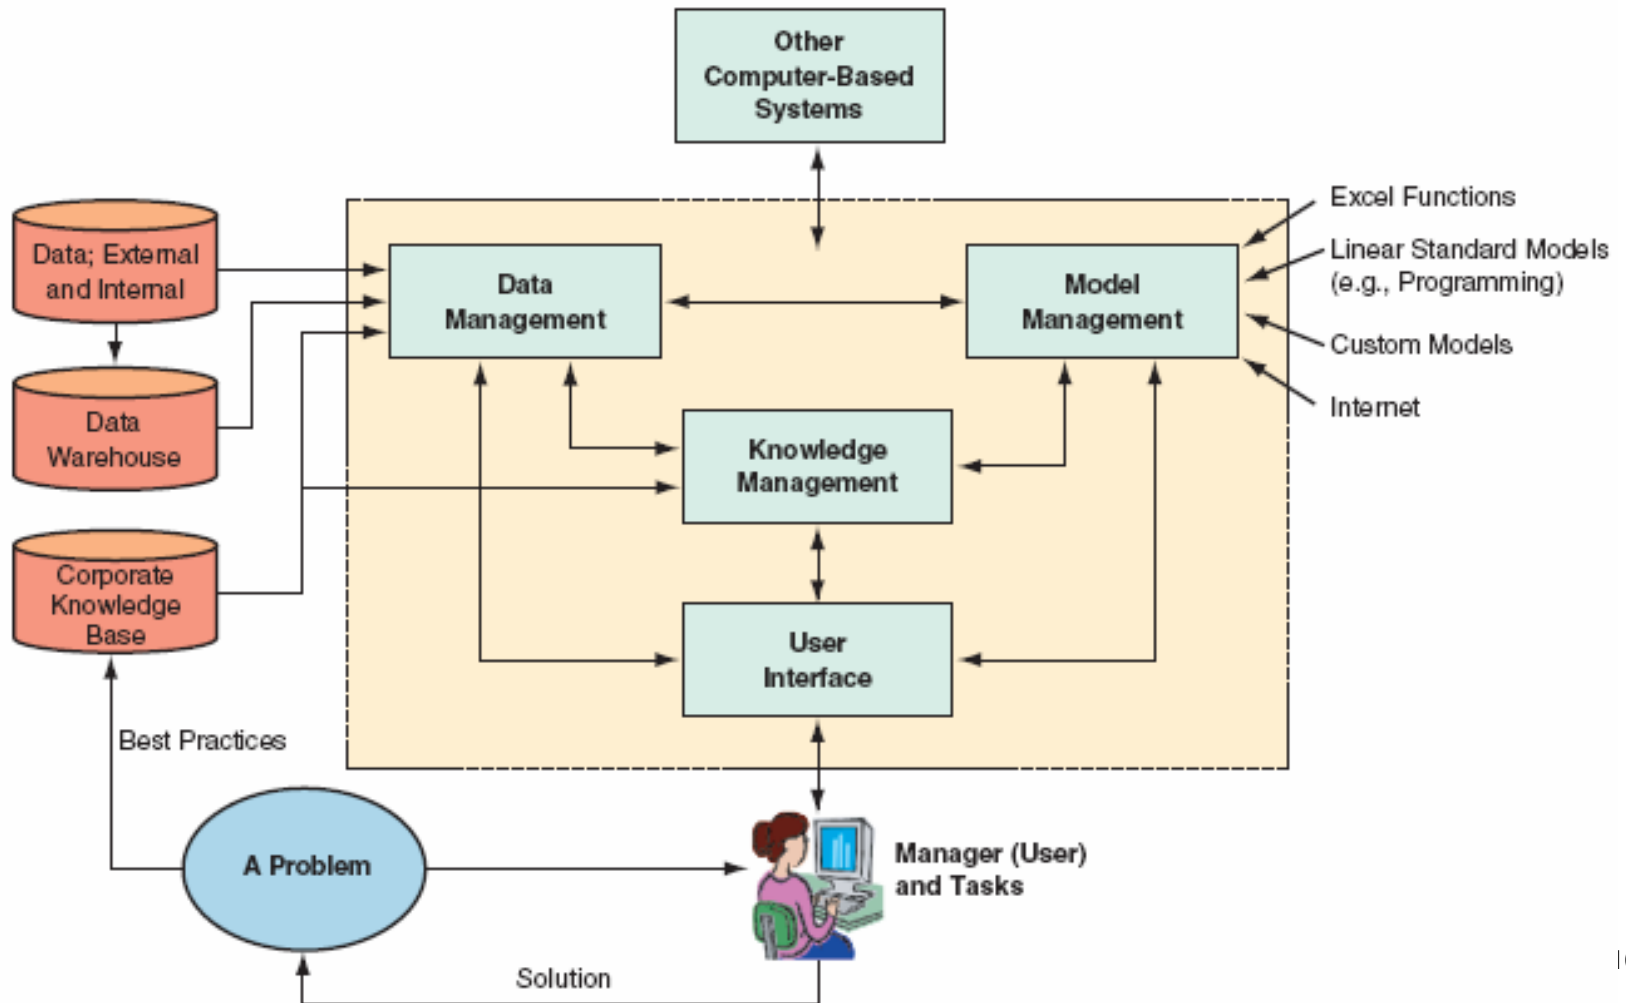 Other
Computer-Based
Systems
Excel Functions
Linear Standard Models
(e.g., Programming)
Custom Models
Internet
Data; External
and Internal
Data
Management
Model
Management
Data
Warehouse
Knowledge
Management
Corporate
Knowledge
Base
User
Interface
Best Practices
A Problem
Manager (User)
and Tasks
Solution